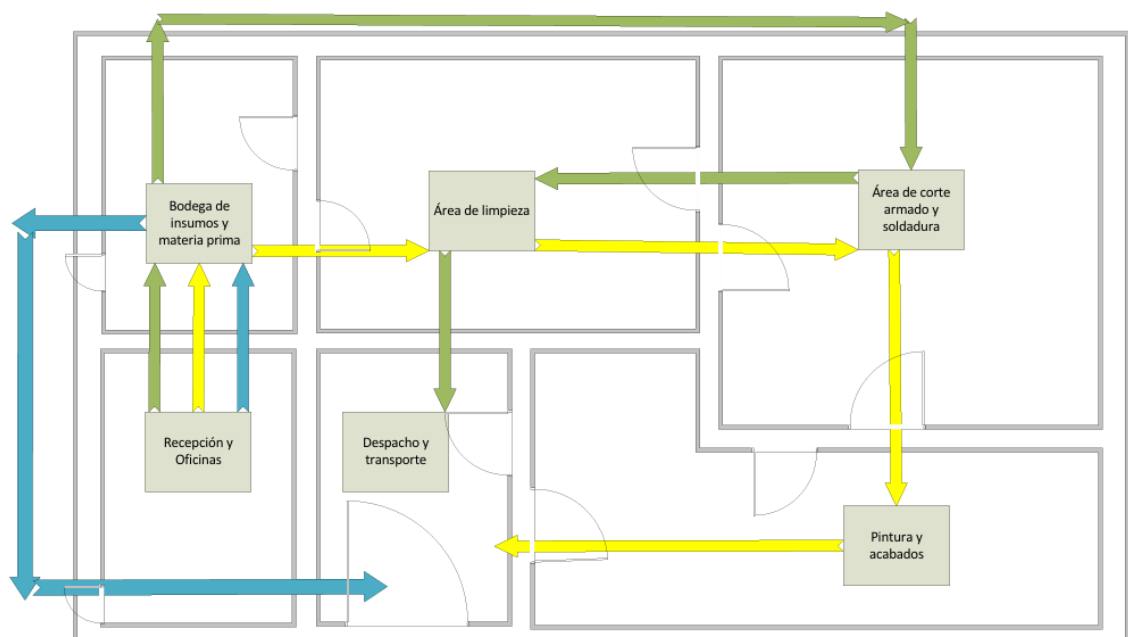 Bodega de
insumos y
materia prima
Área de limpieza
Área de corte
armado y
soldadura
Recepción y
Oficinas
Despacho y
transporte
Pintura y
acabados